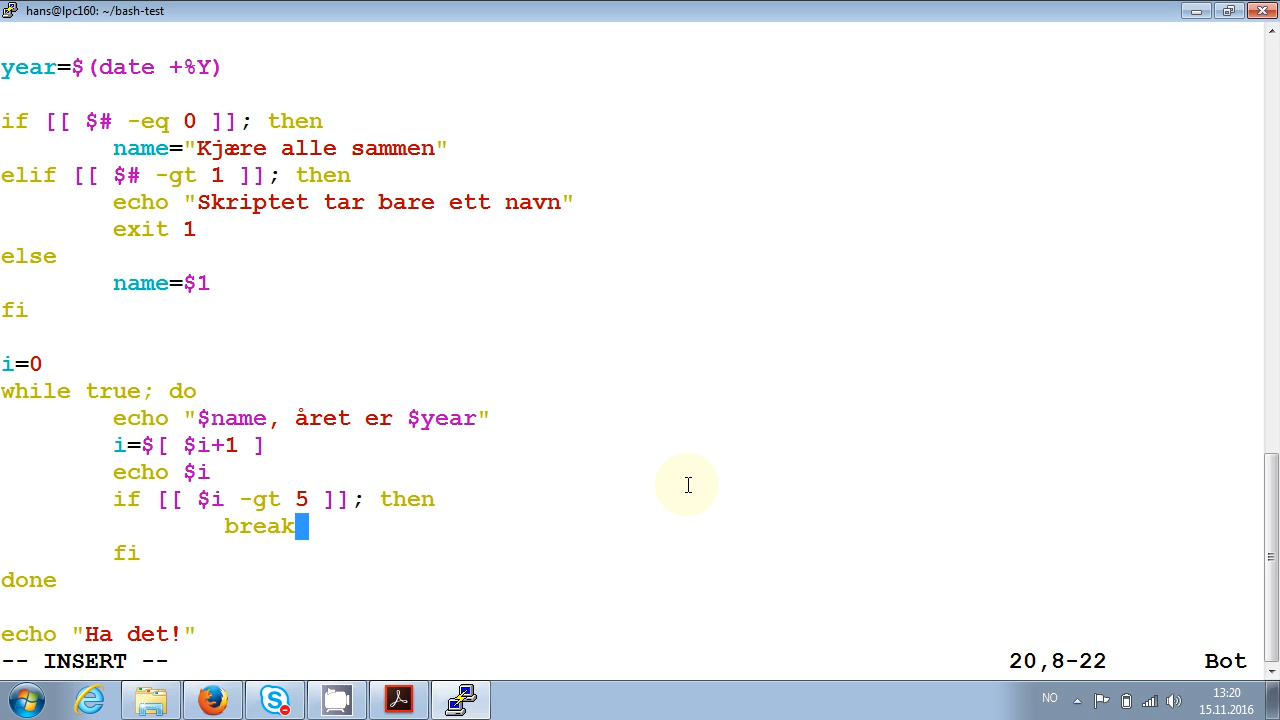 hans@lpc160: ~/bash-test
year=$(date +%Y)
if [[ $# -eq 0 ]]; then
        name="Kjære alle sammen"
elif [[ $# -gt 1 ]]; then
        echo "Skriptet tar bare ett navn"
        exit 1
else
        name=$1
fi
i=0
while true; do
        echo "$name, året er $year"
        i=$[ $i+1 ]
        echo $i
        if [[ $i -gt 5 ]]; then
                break
        fi
done
echo "Ha det!"
-- INSERT --    20,8-22    Bot
NO    13:20
15.11.2016